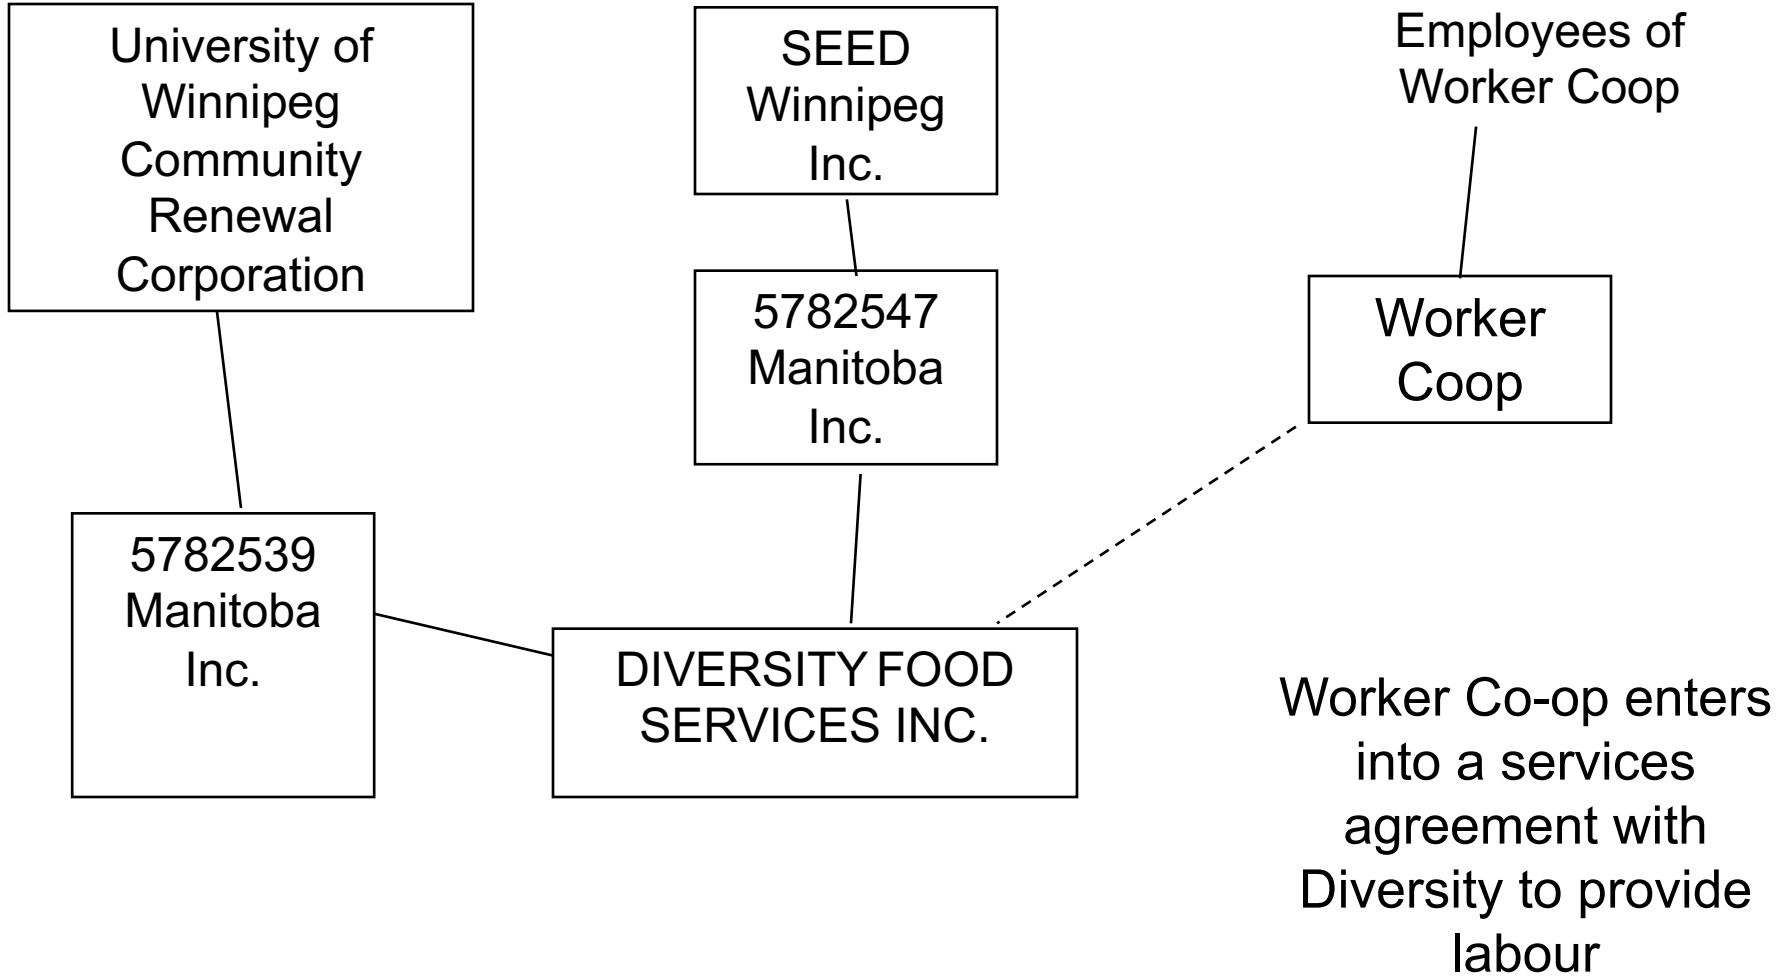 University of
Winnipeg
Community
Renewal
Corporation
SEED
Winnipeg
Inc.
Employees of
Worker Coop
5782547
Manitoba
Inc.
Worker
Coop
5782539
Manitoba
Inc.
DIVERSITY FOOD
SERVICES INC.
Worker Co-op enters
into a services
agreement with
Diversity to provide
labour